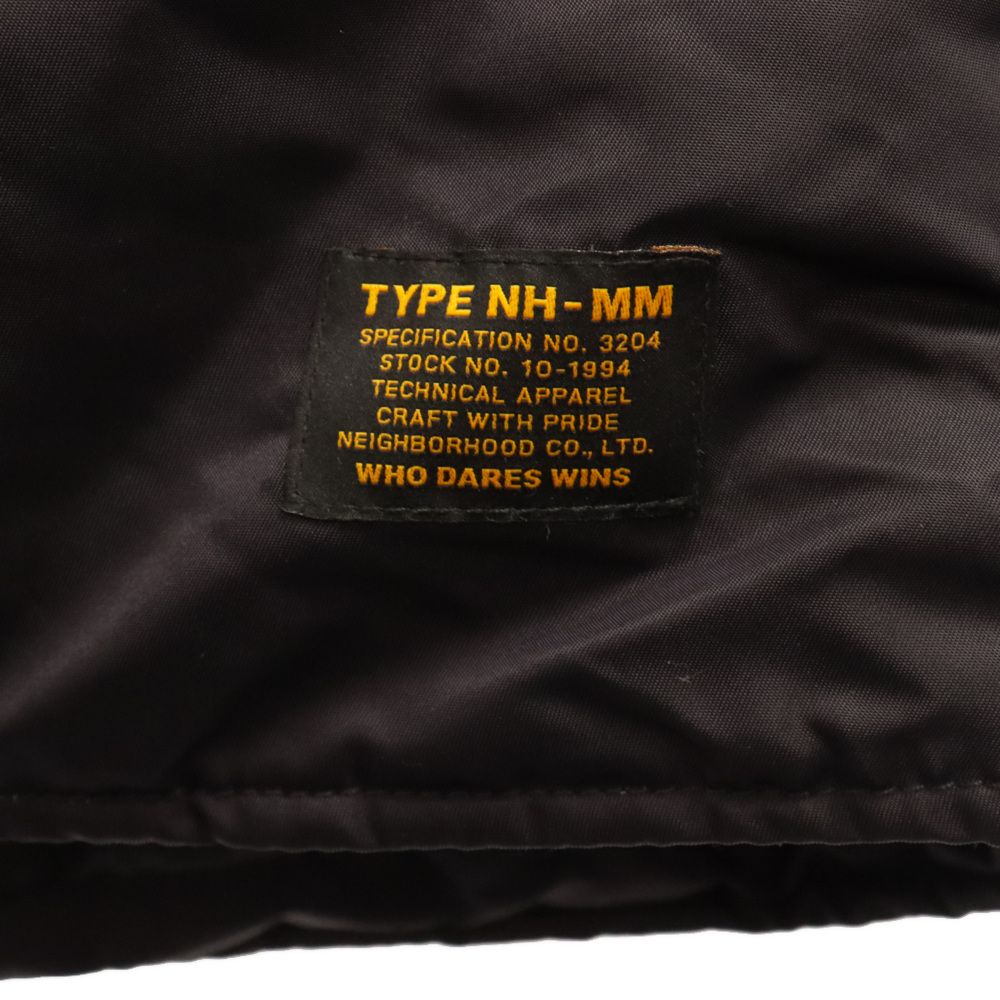 TYPE NH-MM
SPECIFICATION NO. 3204
STOCK NO. 10-1994
TECHNICAL APPAREL
CRAFT WITH PRIDE
NEIGHBORHOOD CO., LTD.
WHO DARES WINS